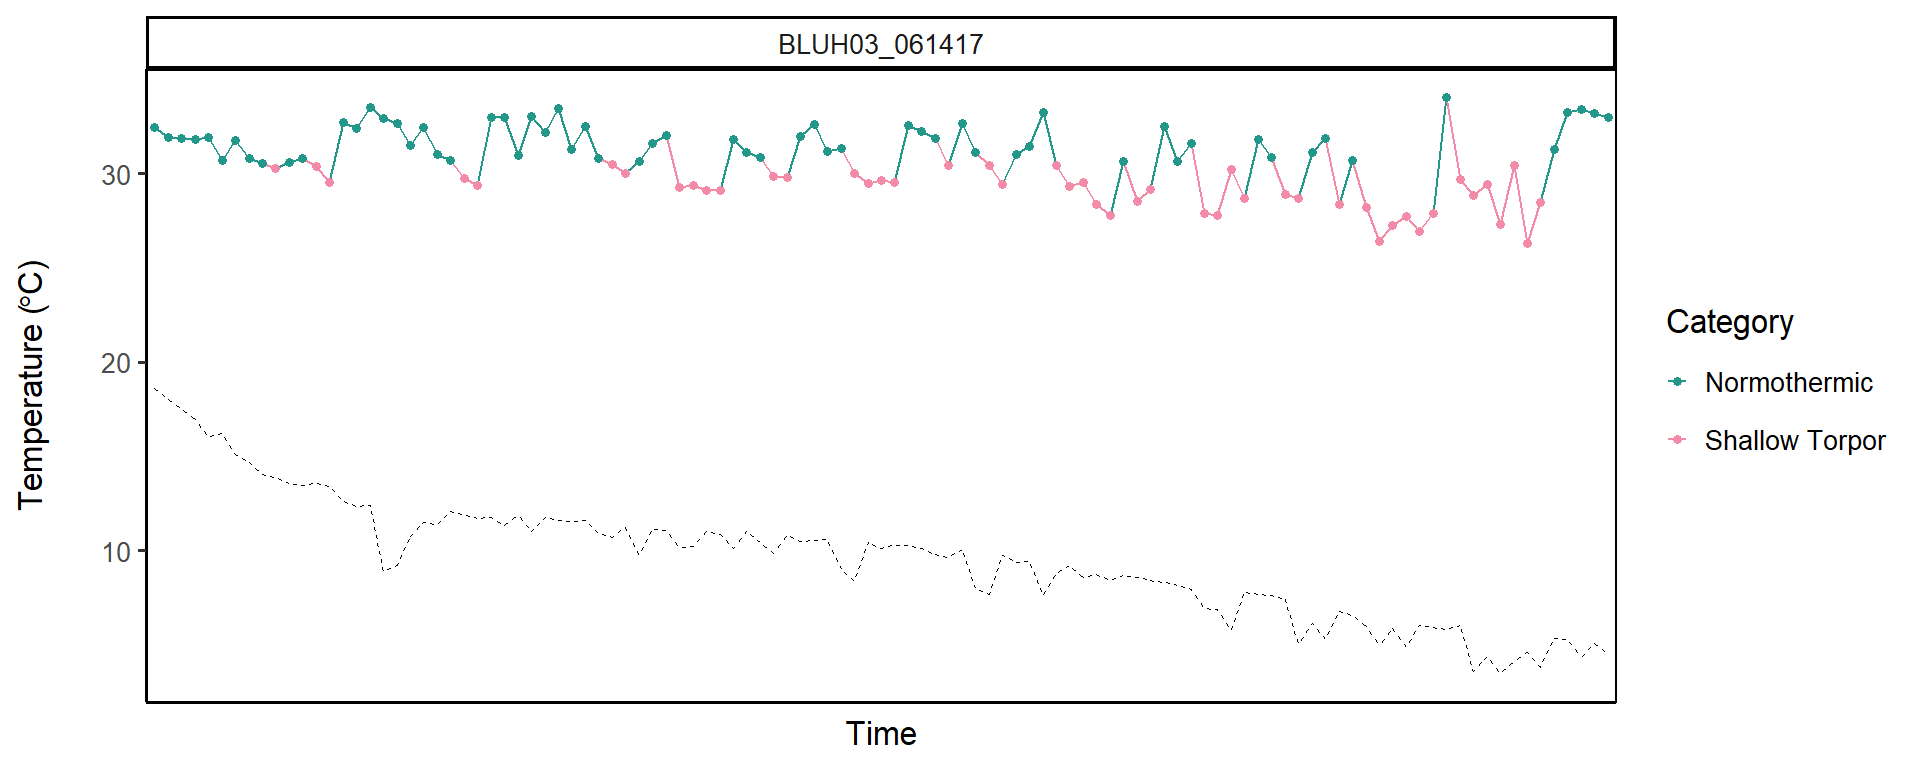 BLUH03_061417
30
20
10
Temperature (°C)
Time
Category
Normothermic
Shallow Torpor